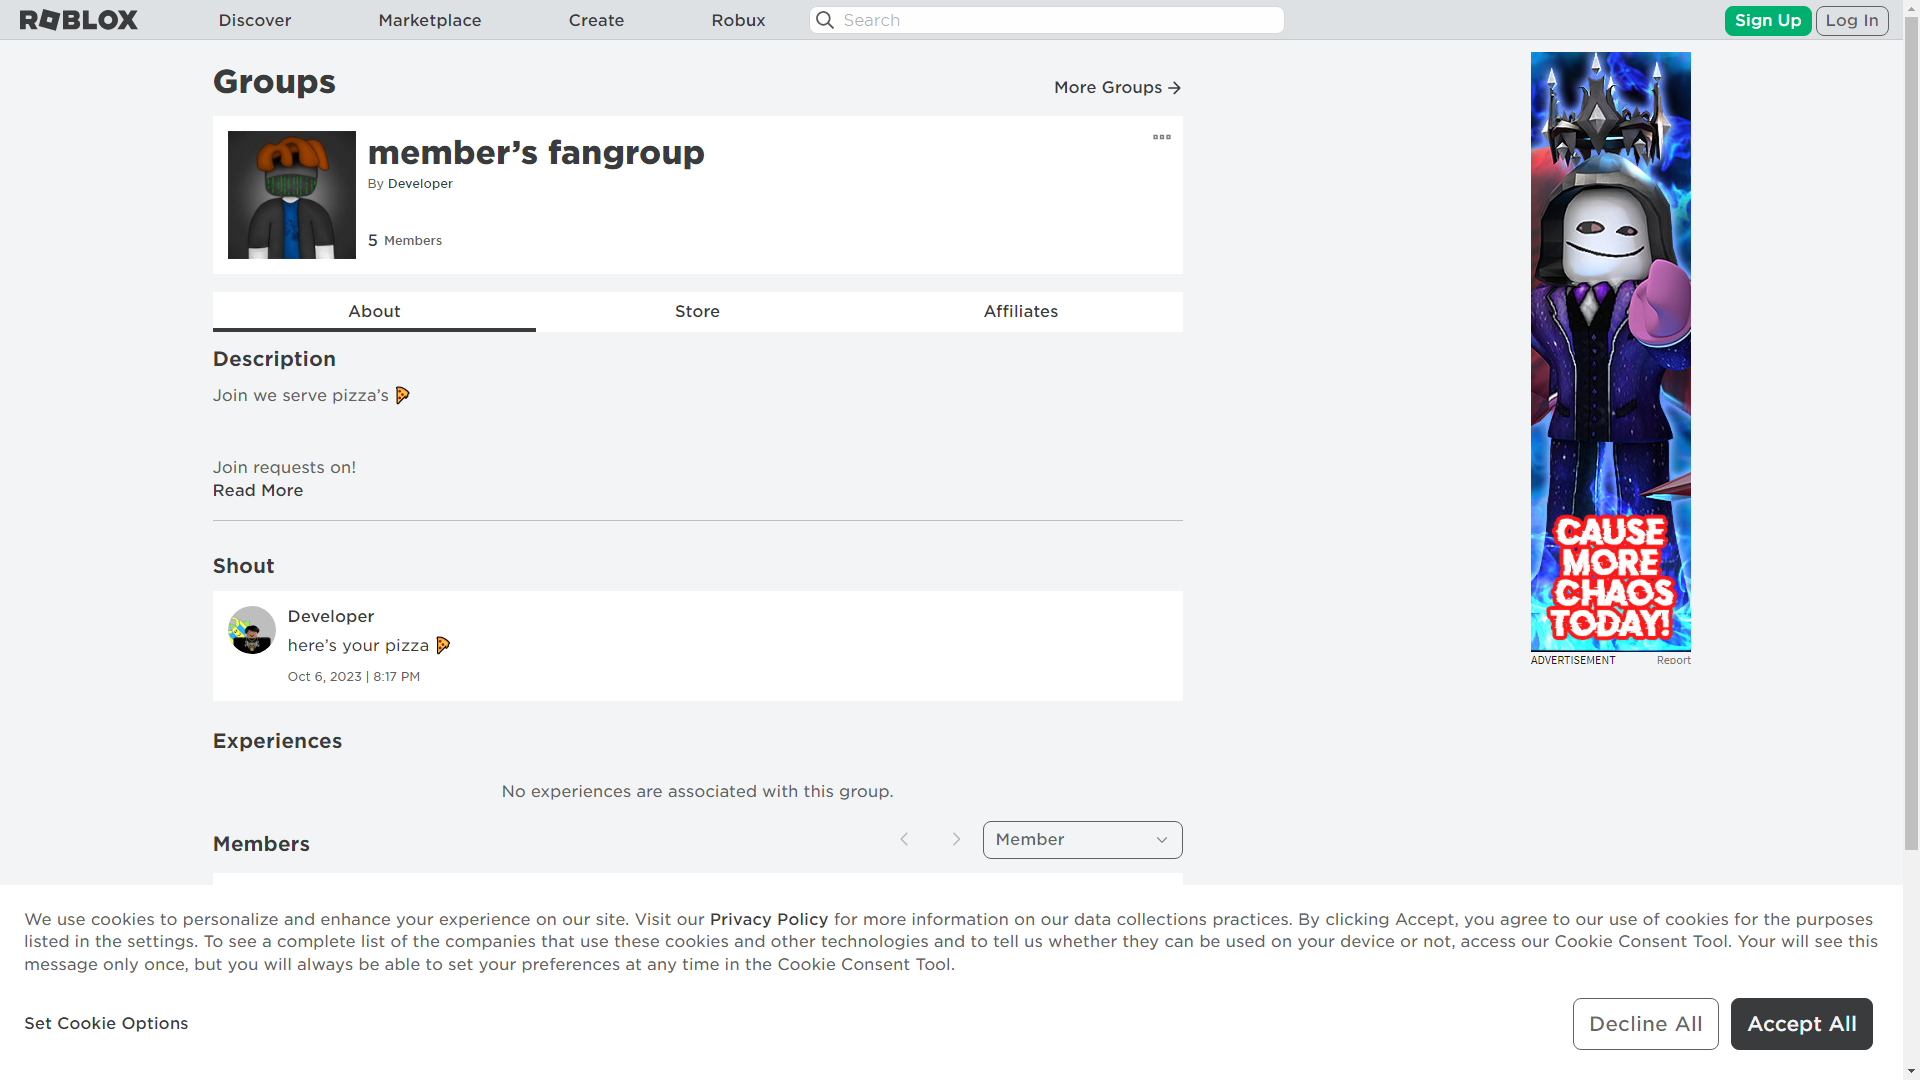 ROBLOX
Discover
Marketplace
Create
Robux
Search
Sign Up
Log In
Groups
More Groups
member’s fangroup
By Developer
5 Members
About
Store
Affiliates
Description
Join we serve pizza’s 🍕
Join requests on!
Read More
Shout
Developer
here’s your pizza 🍕
Oct 6, 2023 | 8:17 PM
Experiences
No experiences are associated with this group.
Members
Member
CAUSE
MORE
CHAOS
TODAY!
ADVERTISEMENT
Report
We use cookies to personalize and enhance your experience on our site. Visit our Privacy Policy for more information on our data collections practices. By clicking Accept, you agree to our use of cookies for the purposes
listed in the settings. To see a complete list of the companies that use these cookies and other technologies and to tell us whether they can be used on your device or not, access our Cookie Consent Tool. Your will see this
message only once, but you will always be able to set your preferences at any time in the Cookie Consent Tool.
Set Cookie Options
Decline All
Accept All